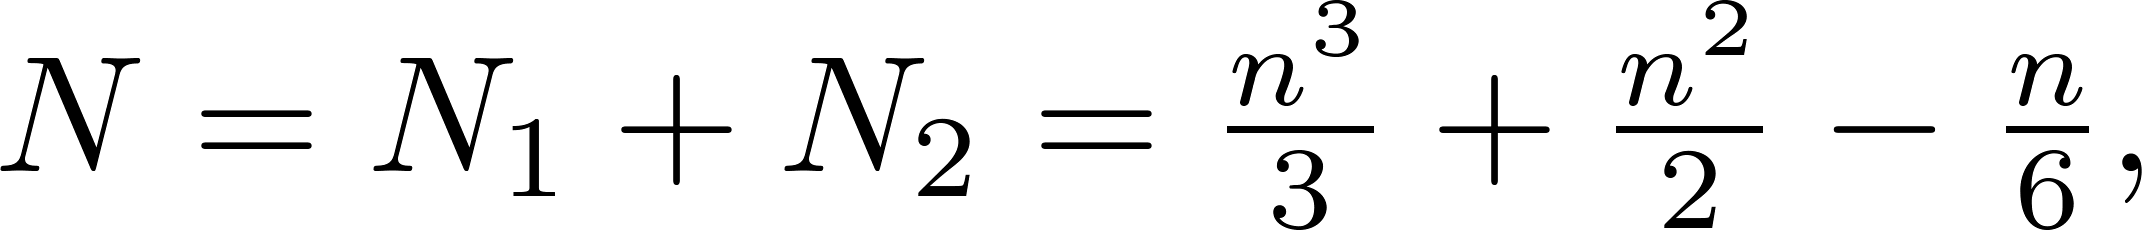 N = N_1 + N_2 = \frac{n^3}{3} + \frac{n^2}{2} - \frac{n}{6},